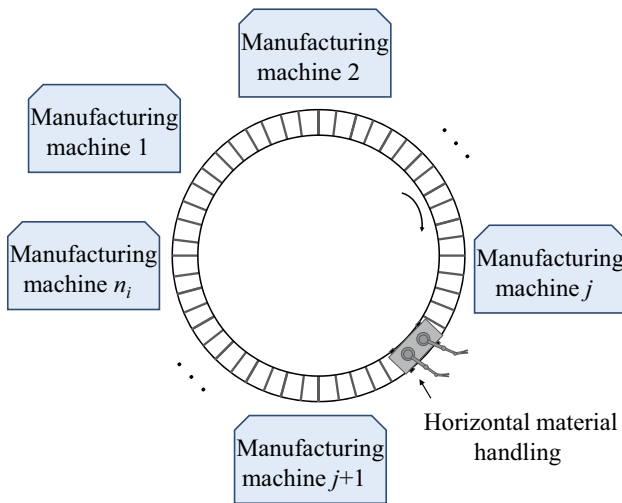 Manufacturing
machine 2
Manufacturing
machine 1
Manufacturing
machine n_i
Manufacturing
machine j
Horizontal material
handling
Manufacturing
machine j+1